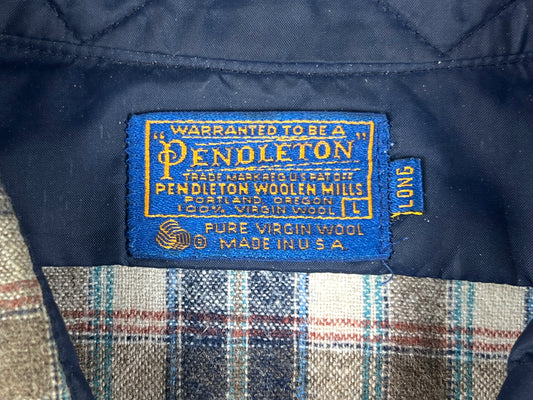 WARRANTED TO BE A
"PENDLETON"
TRADE MARK REG. U.S. PAT. OFF.
PENDLETON WOOLEN MILLS
PORTLAND, OREGON
100% VIRGIN WOOL L
LONG
® PURE VIRGIN WOOL
MADE IN U.S.A.